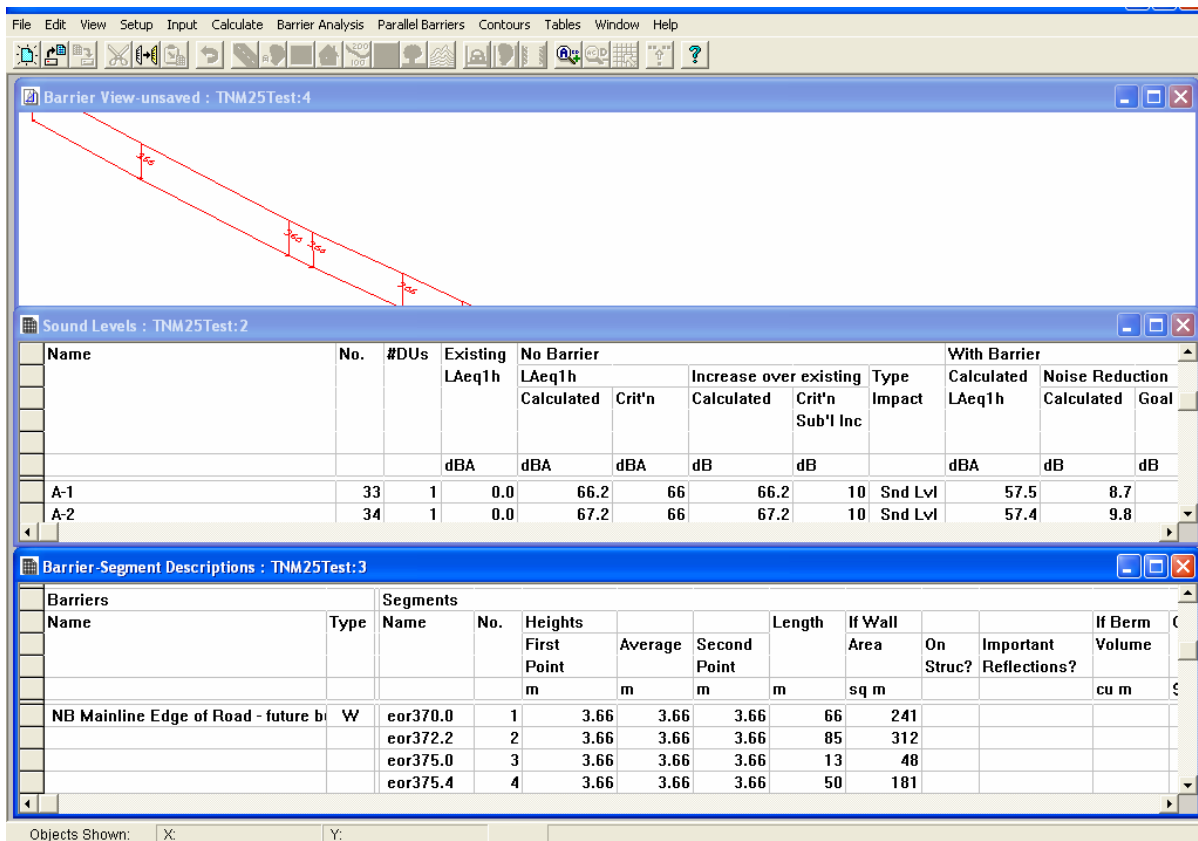 File Edit View Setup Input Calculate Barrier Analysis Parallel Barriers Contours Tables Window Help
Barrier View-unsaved : TNM25Test:4
366
366 366
366
Sound Levels : TNM25Test:2
Name No. #DUs Existing No Barrier With Barrier
LAeq1h LAeq1h Increase over existing Type Calculated Noise Reduction
Calculated Crit'n Calculated Crit'n Impact LAeq1h Calculated Goal
Sub'l Inc
dBA dBA dBA dB dB dBA dB dB
A-1 33 1 0.0 66.2 66 66.2 10 Snd Lvl 57.5 8.7
A-2 34 1 0.0 67.2 66 67.2 10 Snd Lvl 57.4 9.8
Barrier-Segment Descriptions : TNM25Test:3
Barriers Segments
Name Type Name No. Heights Length If Wall If Berm
First Average Second Area On Important Volume
Point Point Struc? Reflections?
m m m m sq m cu m
NB Mainline Edge of Road - future W eor370.0 1 3.66 3.66 3.66 66 241
eor372.2 2 3.66 3.66 3.66 85 312
eor375.0 3 3.66 3.66 3.66 13 48
eor375.4 4 3.66 3.66 3.66 50 181
Objects Shown: X: Y: